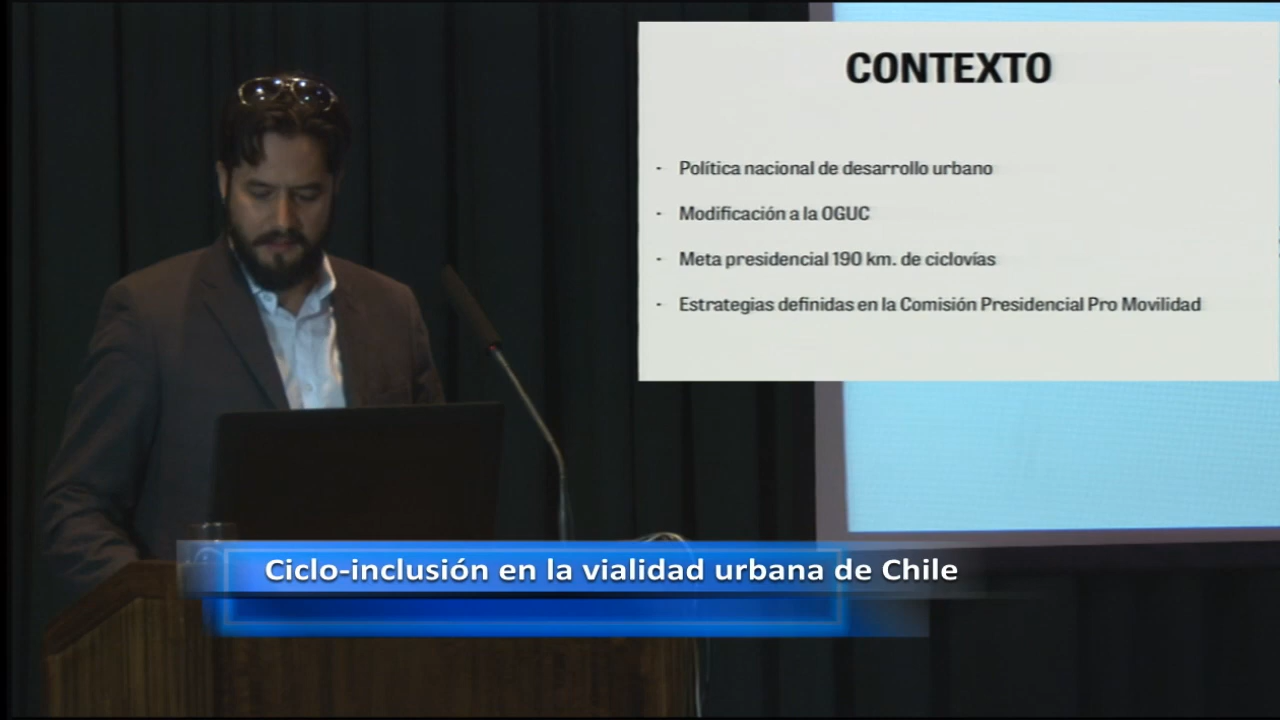 CONTEXTO
- Política nacional de desarrollo urbano
- Modificación a la OGUC
- Meta presidencial 190 km. de ciclovías
- Estrategias definidas en la Comisión Presidencial Pro Movilidad
Ciclo-inclusión en la vialidad urbana de Chile